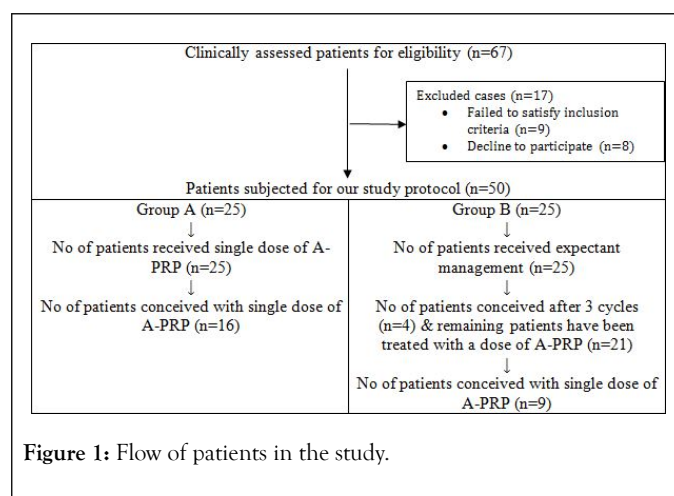 Clinically assessed patients for eligibility (n=67)
Excluded cases (n=17)
• Failed to satisfy inclusion
criteria (n=9)
• Decline to participate (n=8)
Patients subjected for our study protocol (n=50)
Group A (n=25)
↓
No of patients received single dose of A-
PRP (n=25)
↓
No of patients conceived with single dose of
A-PRP (n=16)
Group B (n=25)
↓
No of patients received expectant
management (n=25)
↓
No of patients conceived after 3 cycles
(n=4) & remaining patients have been
treated with a dose of A-PRP (n=21)
↓
No of patients conceived with single dose of
A-PRP (n=9)
Figure 1: Flow of patients in the study.